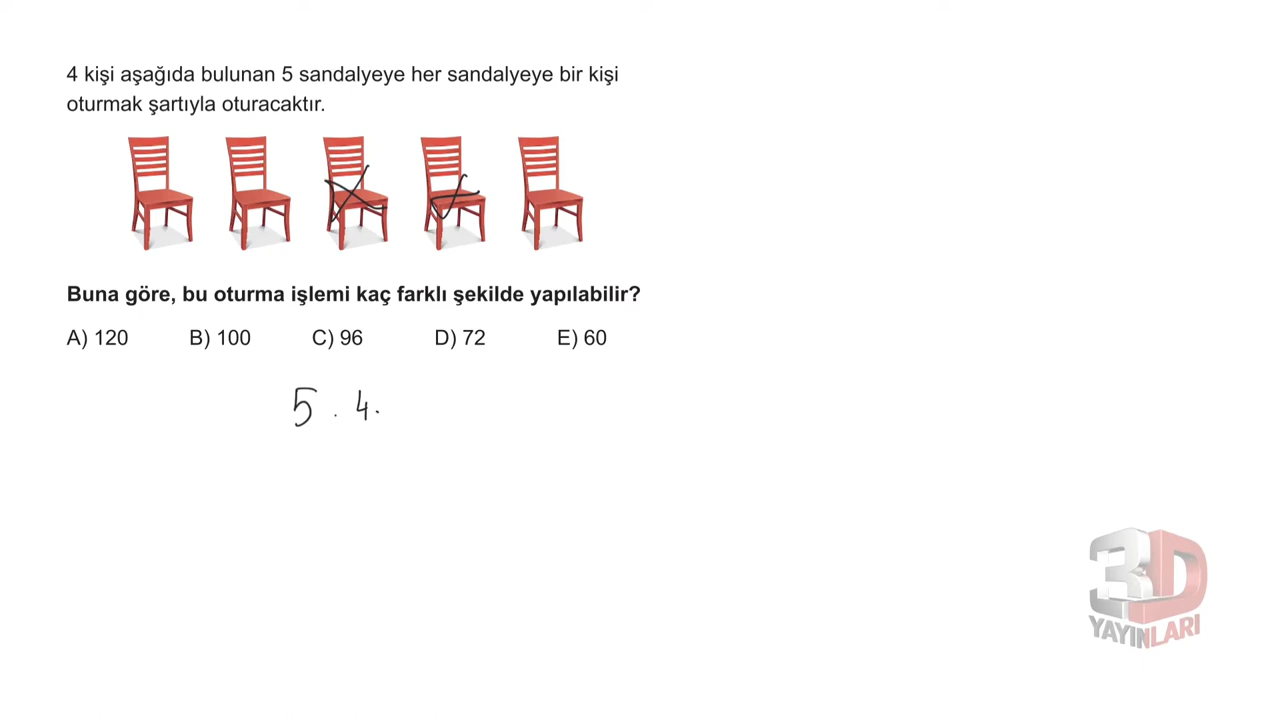 4 kişi aşağıda bulunan 5 sandalyeye her sandalyeye bir kişi
oturmak şartıyla oturacaktır.
Buna göre, bu oturma işlemi kaç farklı şekilde yapılabilir?
A) 120 B) 100 C) 96 D) 72 E) 60
5 . 4 .
3D
YAYINLARI